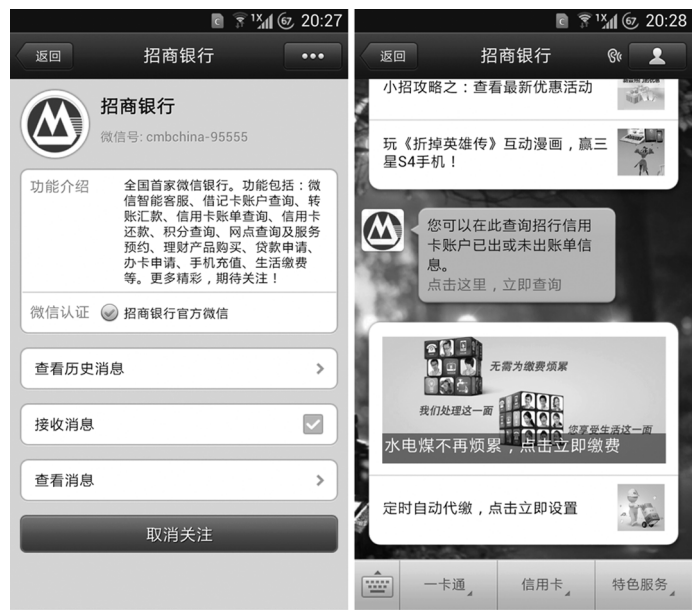 1X 67 20:27
返回
招商银行
招商银行
微信号: cmbchina-95555
功能介绍
全国首家微信银行。功能包括：微
信智能客服、借记卡账户查询、转
账汇款、信用卡账单查询、信用卡
还款、积分查询、网点查询及服务
预约、理财产品购买、贷款申请、
办卡申请、手机充值、生活缴费
等。更多精彩，期待关注！
微信认证
招商银行官方微信
查看历史消息
接收消息
查看消息
取消关注
1X 67 20:28
返回
招商银行
小招攻略之：查看最新优惠活动
玩《折掉英雄传》互动漫画，赢三
星S4手机！
您可以在此查询招行信用
卡账户已出或未出账单信
息。
点击这里，立即查询
无需为缴费烦累
我们处理这一面
您享受生活这一面
水电煤不再烦累，点击立即缴费
定时自动代缴，点击立即设置
一卡通
信用卡
特色服务